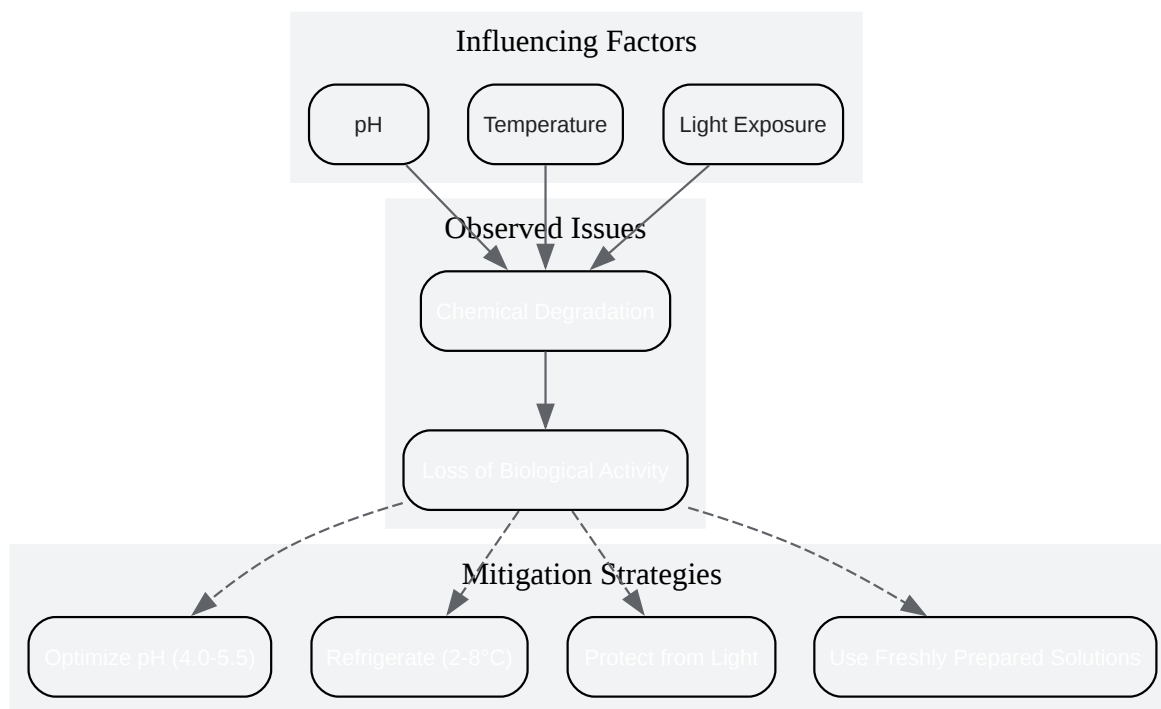 Influencing Factors
pH
Temperature
Light Exposure
Observed Issues
Chemical Degradation
Loss of Biological Activity
Mitigation Strategies
Optimize pH (4.0-5.5)
Refrigerate (2-8°C)
Protect from Light
Use Freshly Prepared Solutions